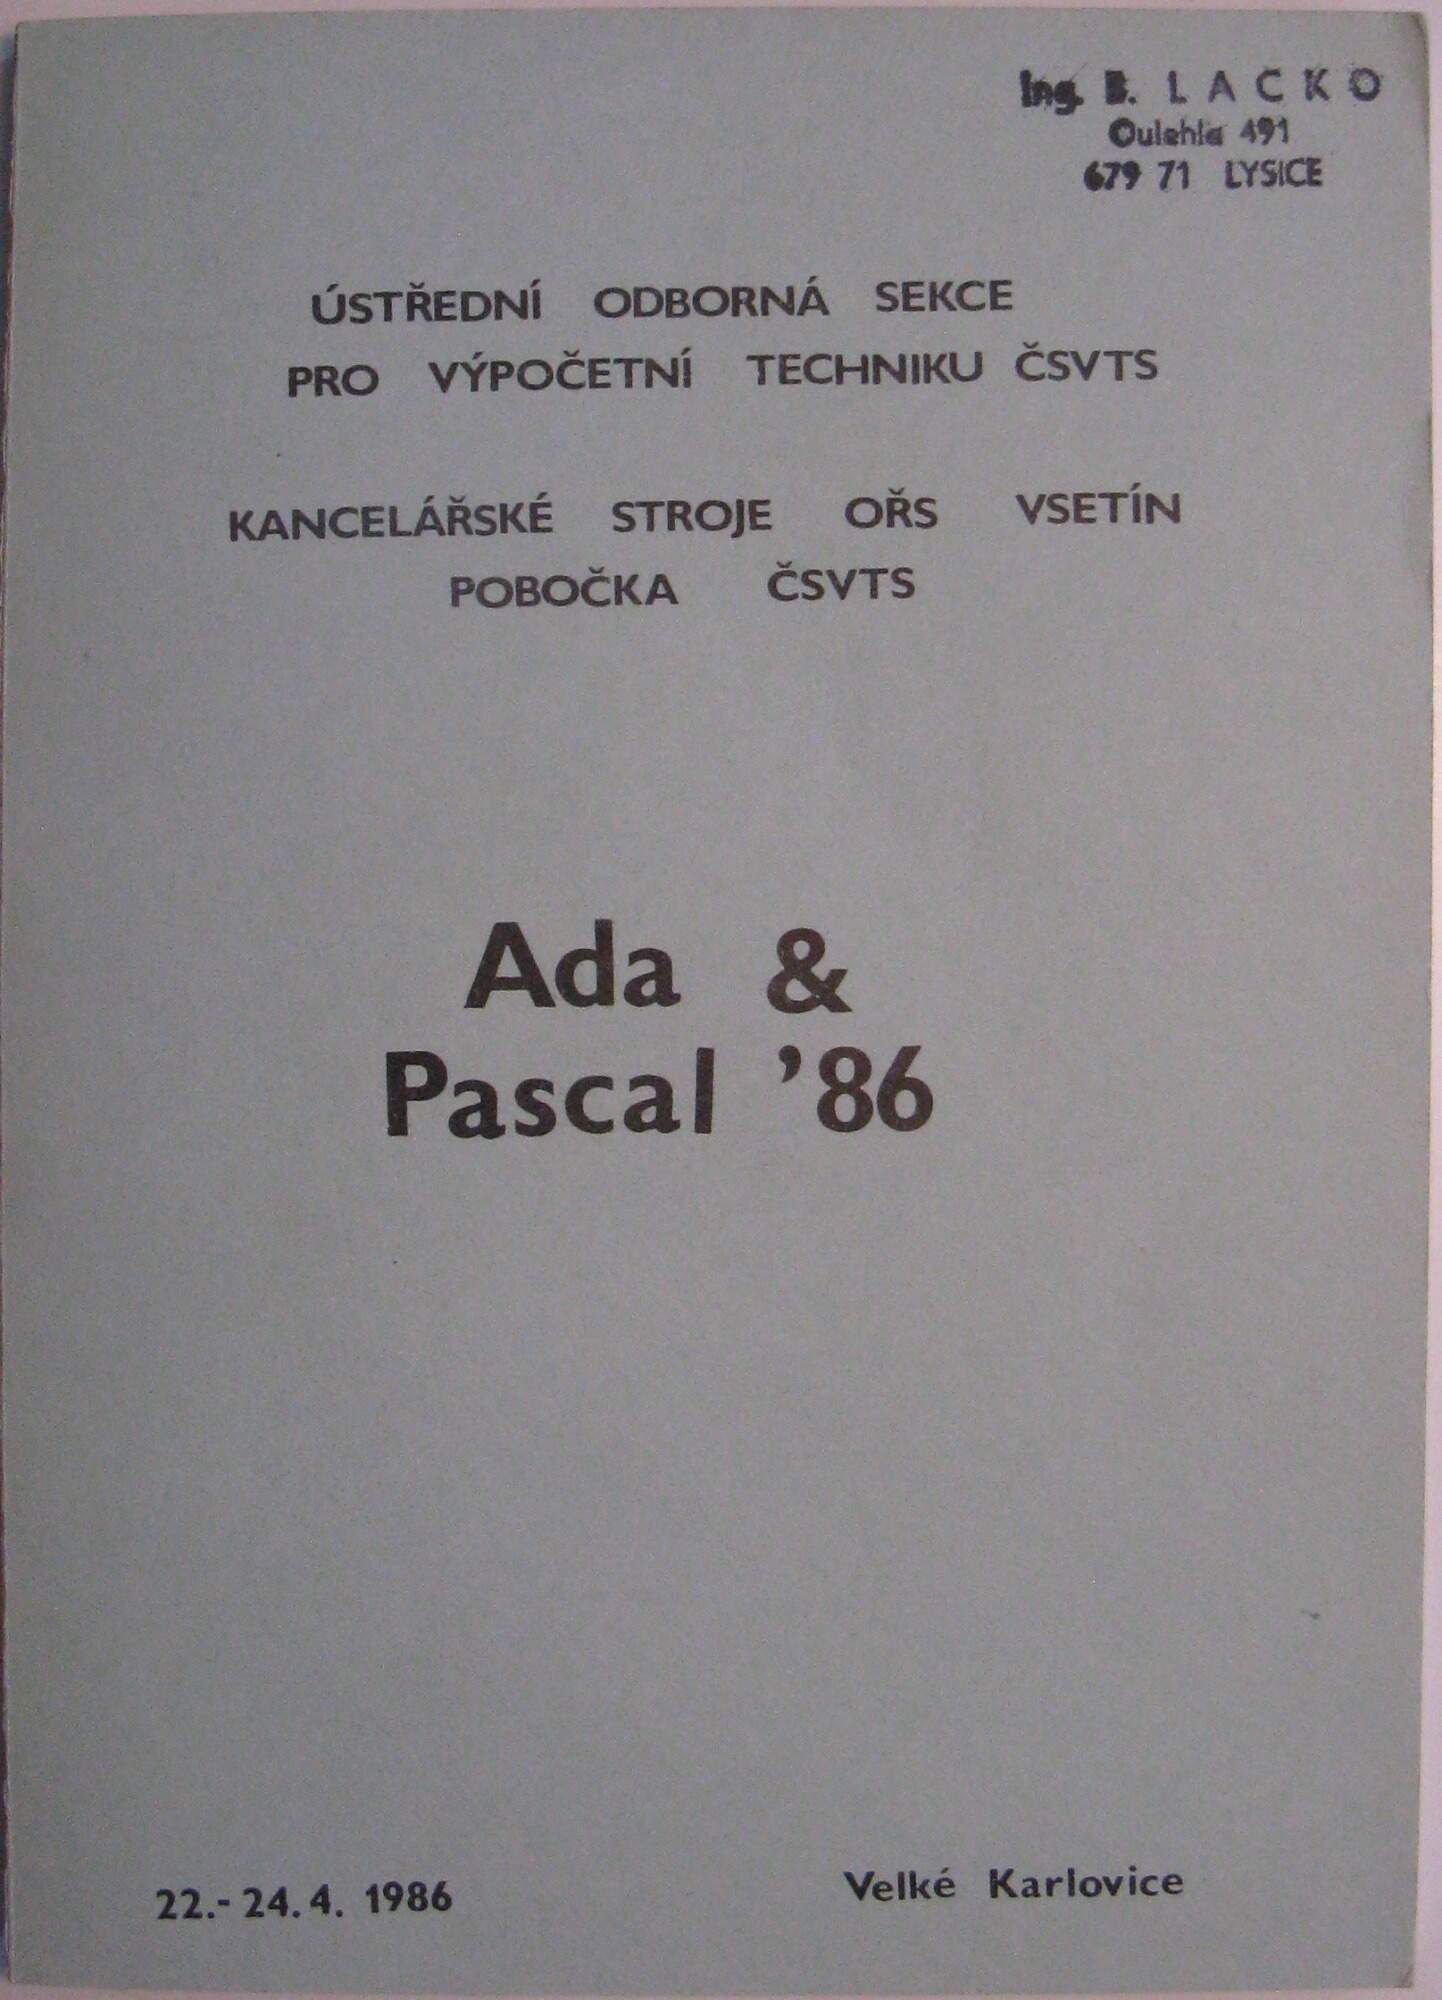 Ing. B. LACKO
Oulehla 491
679 71 LYSICE
ÚSTŘEDNÍ ODBORNÁ SEKCE
PRO VÝPOČETNÍ TECHNIKU ČSVTS
KANCELÁŘSKÉ STROJE OŘS VSETÍN
POBOČKA ČSVTS
Ada &
Pascal ’86
22.-24.4. 1986 Velké Karlovice